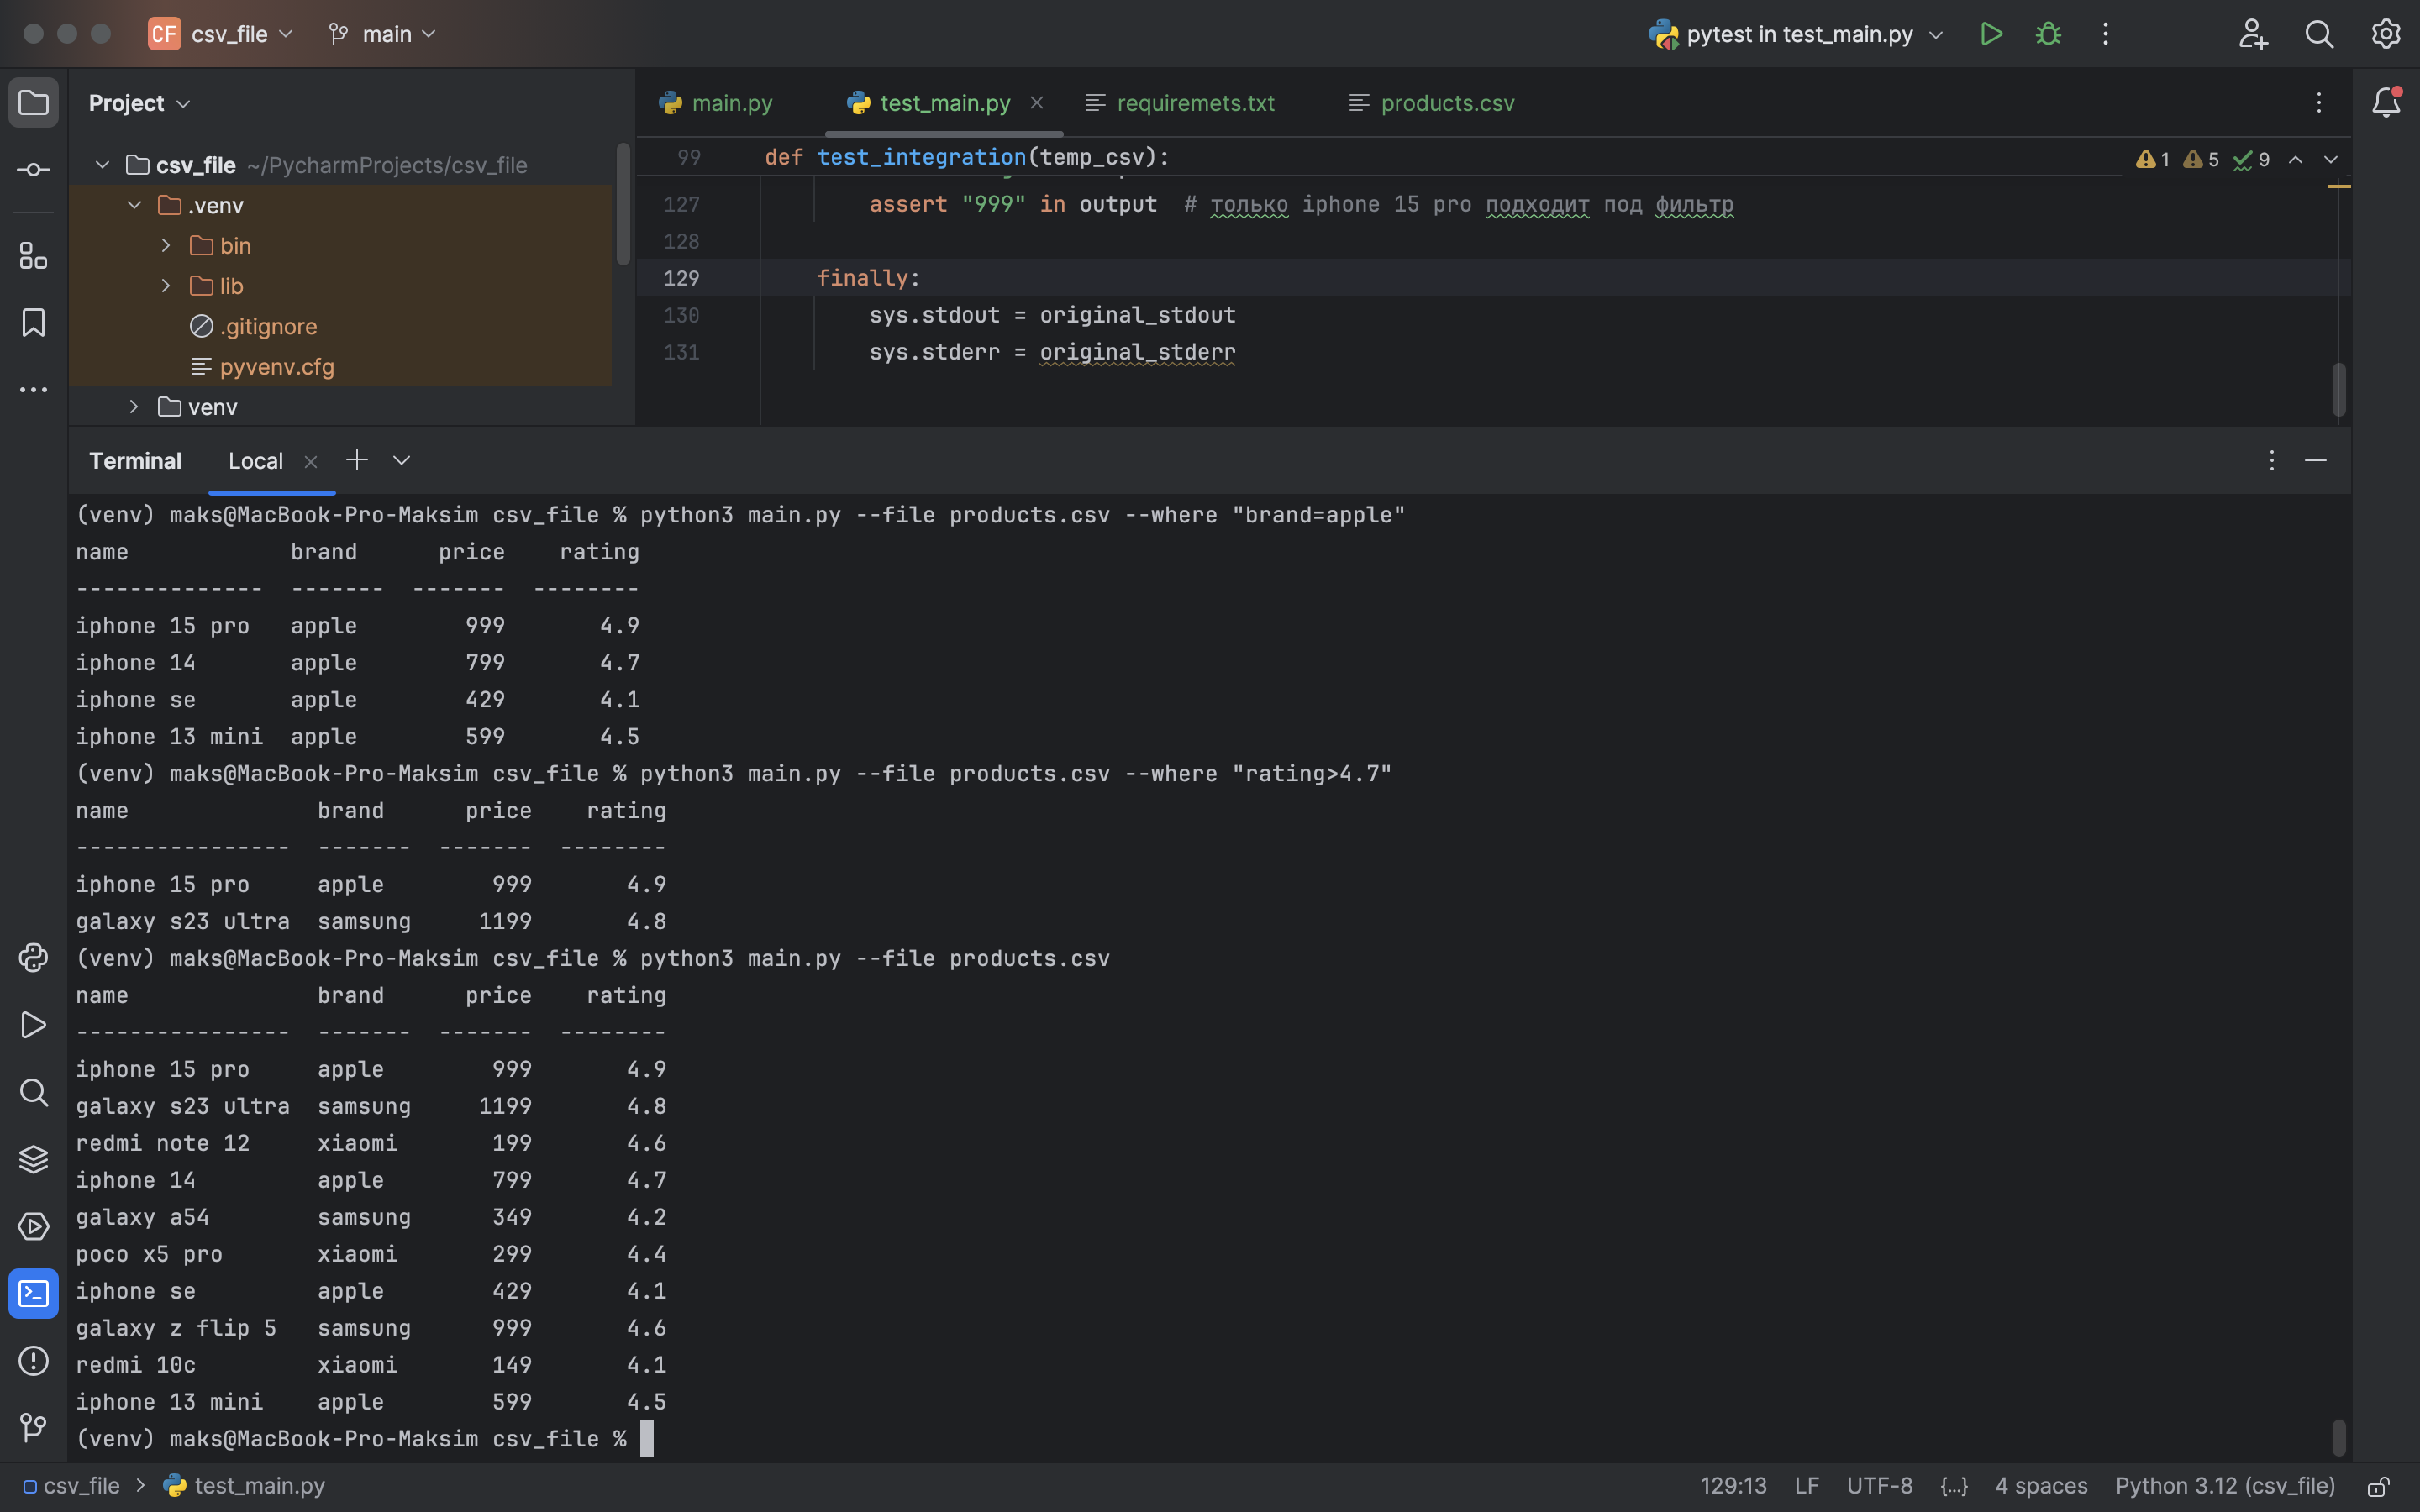 CF csv_file main pytest in test_main.py
Project
main.py test_main.py requiremets.txt products.csv
csv_file ~/PycharmProjects/csv_file
.venv
bin
lib
.gitignore
pyvenv.cfg
venv
99 def test_integration(temp_csv): 1 5 9
127 assert "999" in output # только iphone 15 pro подходит под фильтр
128
129 finally:
130 sys.stdout = original_stdout
131 sys.stderr = original_stderr
Terminal Local
(venv) maks@MacBook-Pro-Maksim csv_file % python3 main.py --file products.csv --where "brand=apple"
name brand price rating
-------------- ------- ------- --------
iphone 15 pro apple 999 4.9
iphone 14 apple 799 4.7
iphone se apple 429 4.1
iphone 13 mini apple 599 4.5
(venv) maks@MacBook-Pro-Maksim csv_file % python3 main.py --file products.csv --where "rating>4.7"
name brand price rating
---------------- ------- ------- --------
iphone 15 pro apple 999 4.9
galaxy s23 ultra samsung 1199 4.8
(venv) maks@MacBook-Pro-Maksim csv_file % python3 main.py --file products.csv
name brand price rating
---------------- ------- ------- --------
iphone 15 pro apple 999 4.9
galaxy s23 ultra samsung 1199 4.8
redmi note 12 xiaomi 199 4.6
iphone 14 apple 799 4.7
galaxy a54 samsung 349 4.2
poco x5 pro xiaomi 299 4.4
iphone se apple 429 4.1
galaxy z flip 5 samsung 999 4.6
redmi 10c xiaomi 149 4.1
iphone 13 mini apple 599 4.5
(venv) maks@MacBook-Pro-Maksim csv_file %
csv_file > test_main.py 129:13 LF UTF-8 {...} 4 spaces Python 3.12 (csv_file)